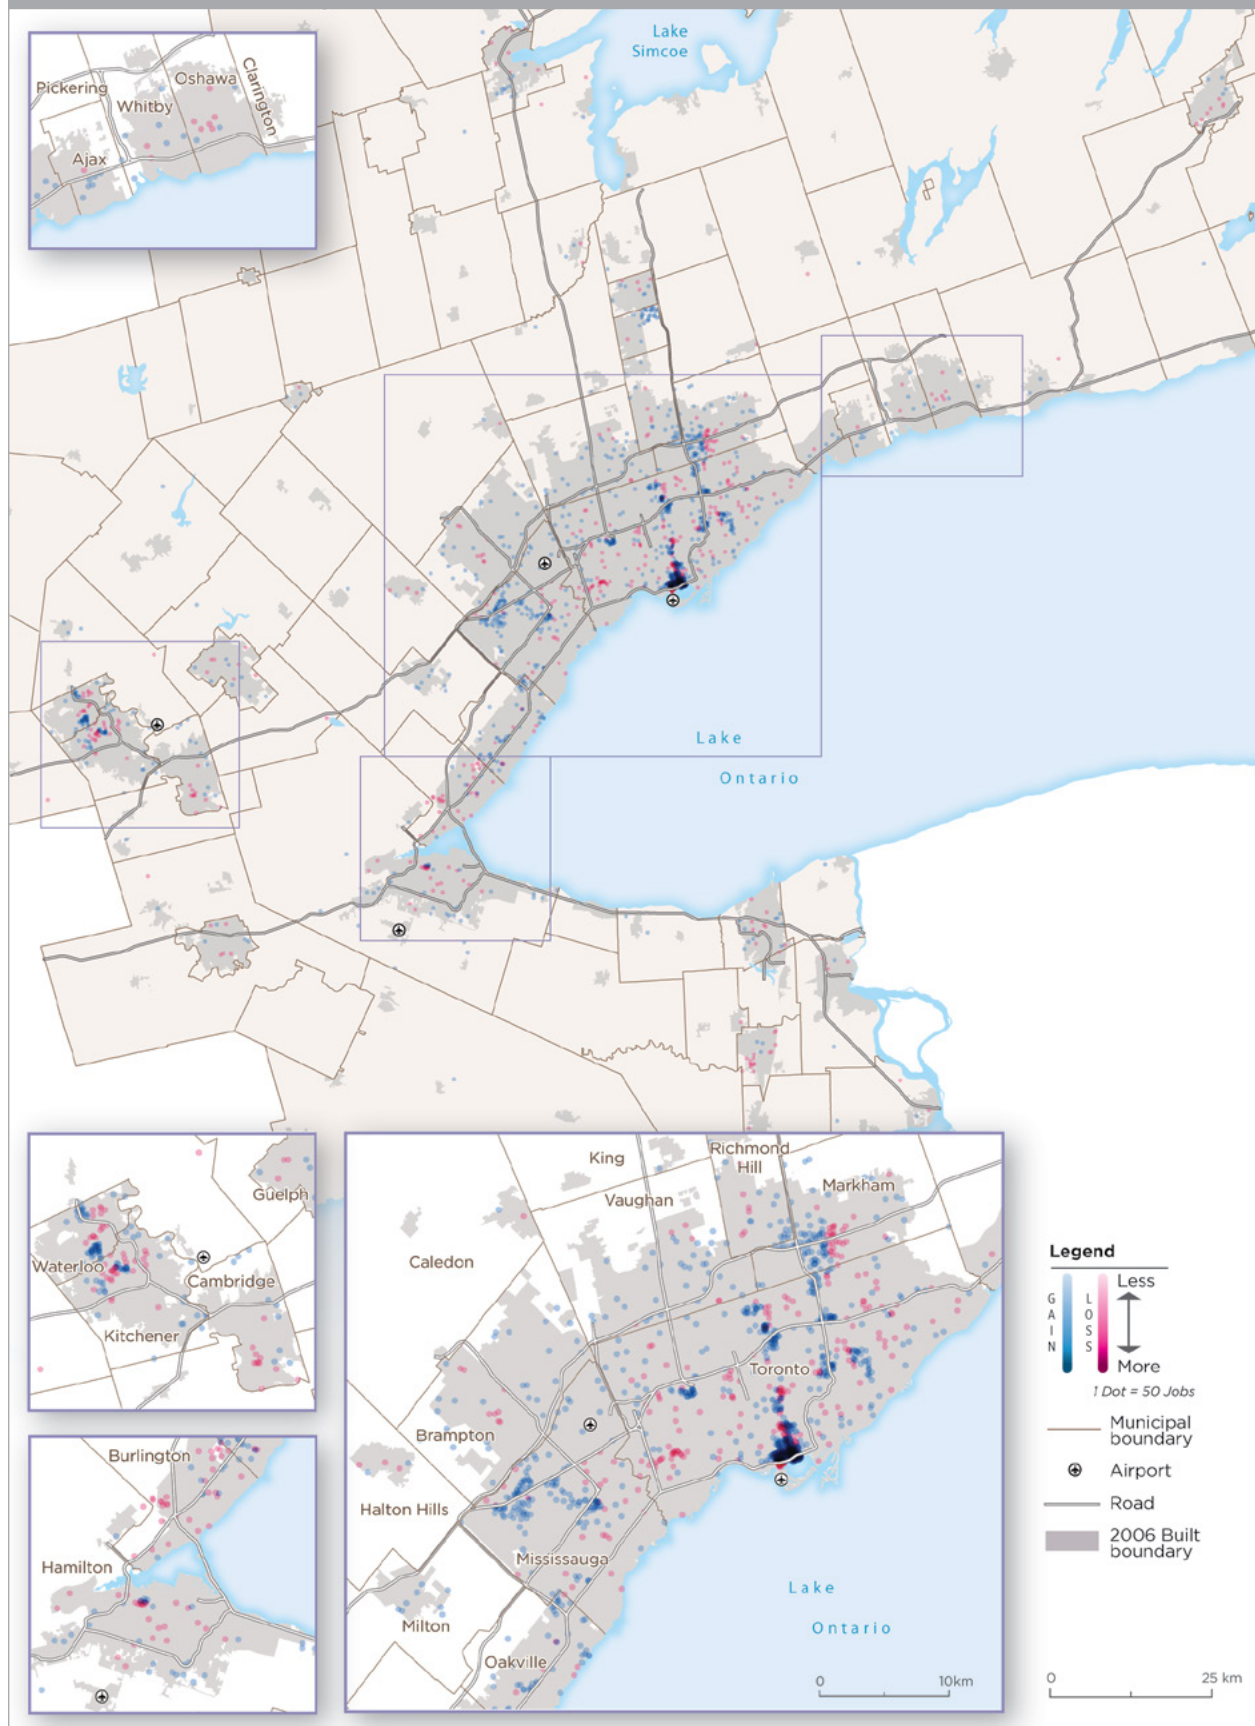 Lake
Simcoe
Pickering
Whitby
Oshawa
Clarington
Ajax
Lake
Ontario
Guelph
Waterloo
Cambridge
Kitchener
Burlington
Hamilton
King
Richmond
Hill
Vaughan
Markham
Caledon
Toronto
Brampton
Halton Hills
Mississauga
Milton
Oakville
Lake
Ontario
0 10km
Legend
GAIN
LOSS
Less
More
1 Dot = 50 Jobs
Municipal
boundary
Airport
Road
2006 Built
boundary
0 25 km